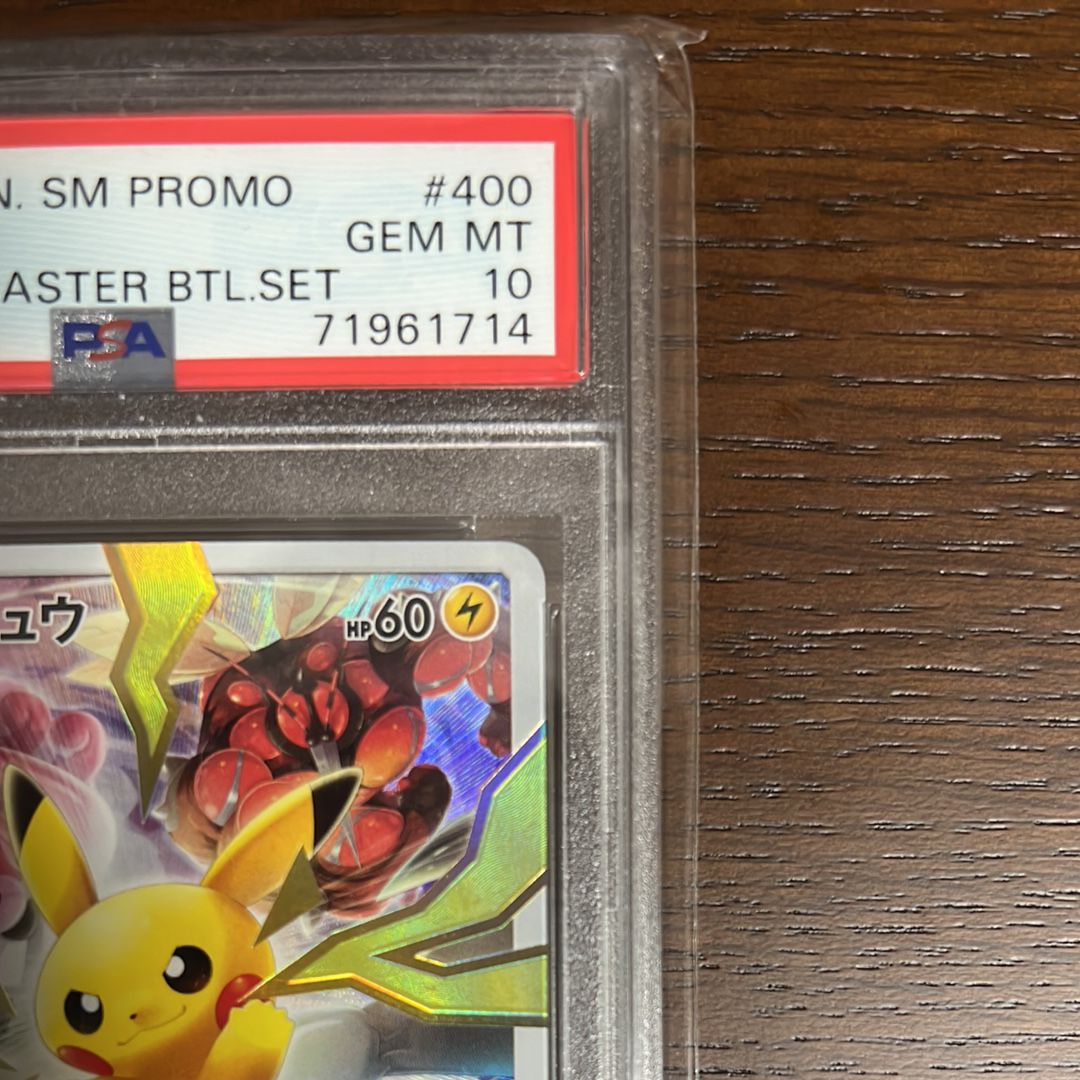 N. SM PROMO #400
GEM MT
ASTER BTL.SET 10
PSA 71961714
ュウ HP60